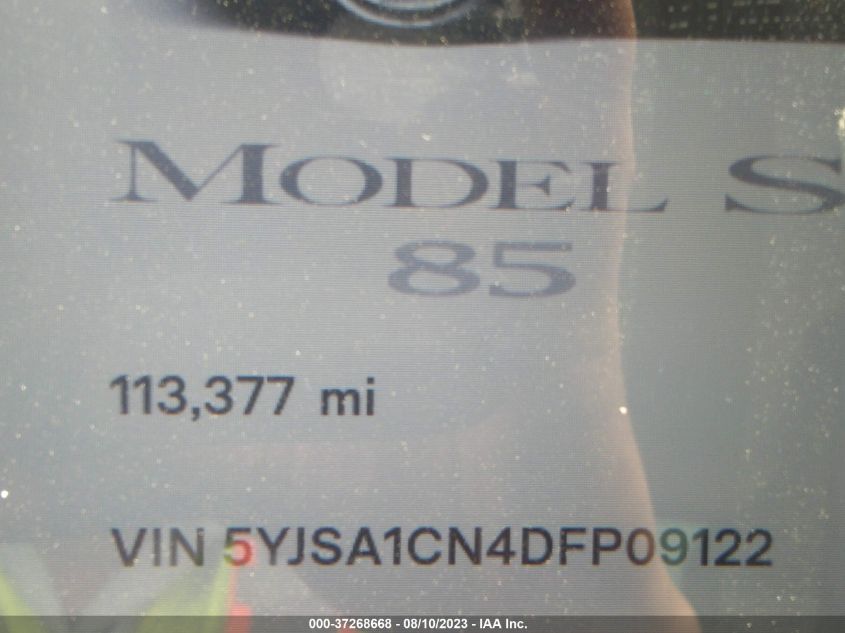 MODEL S
85
113,377 mi
VIN 5YJSA1CN4DFP09122
000-37268668 - 08/10/2023 - IAA Inc.